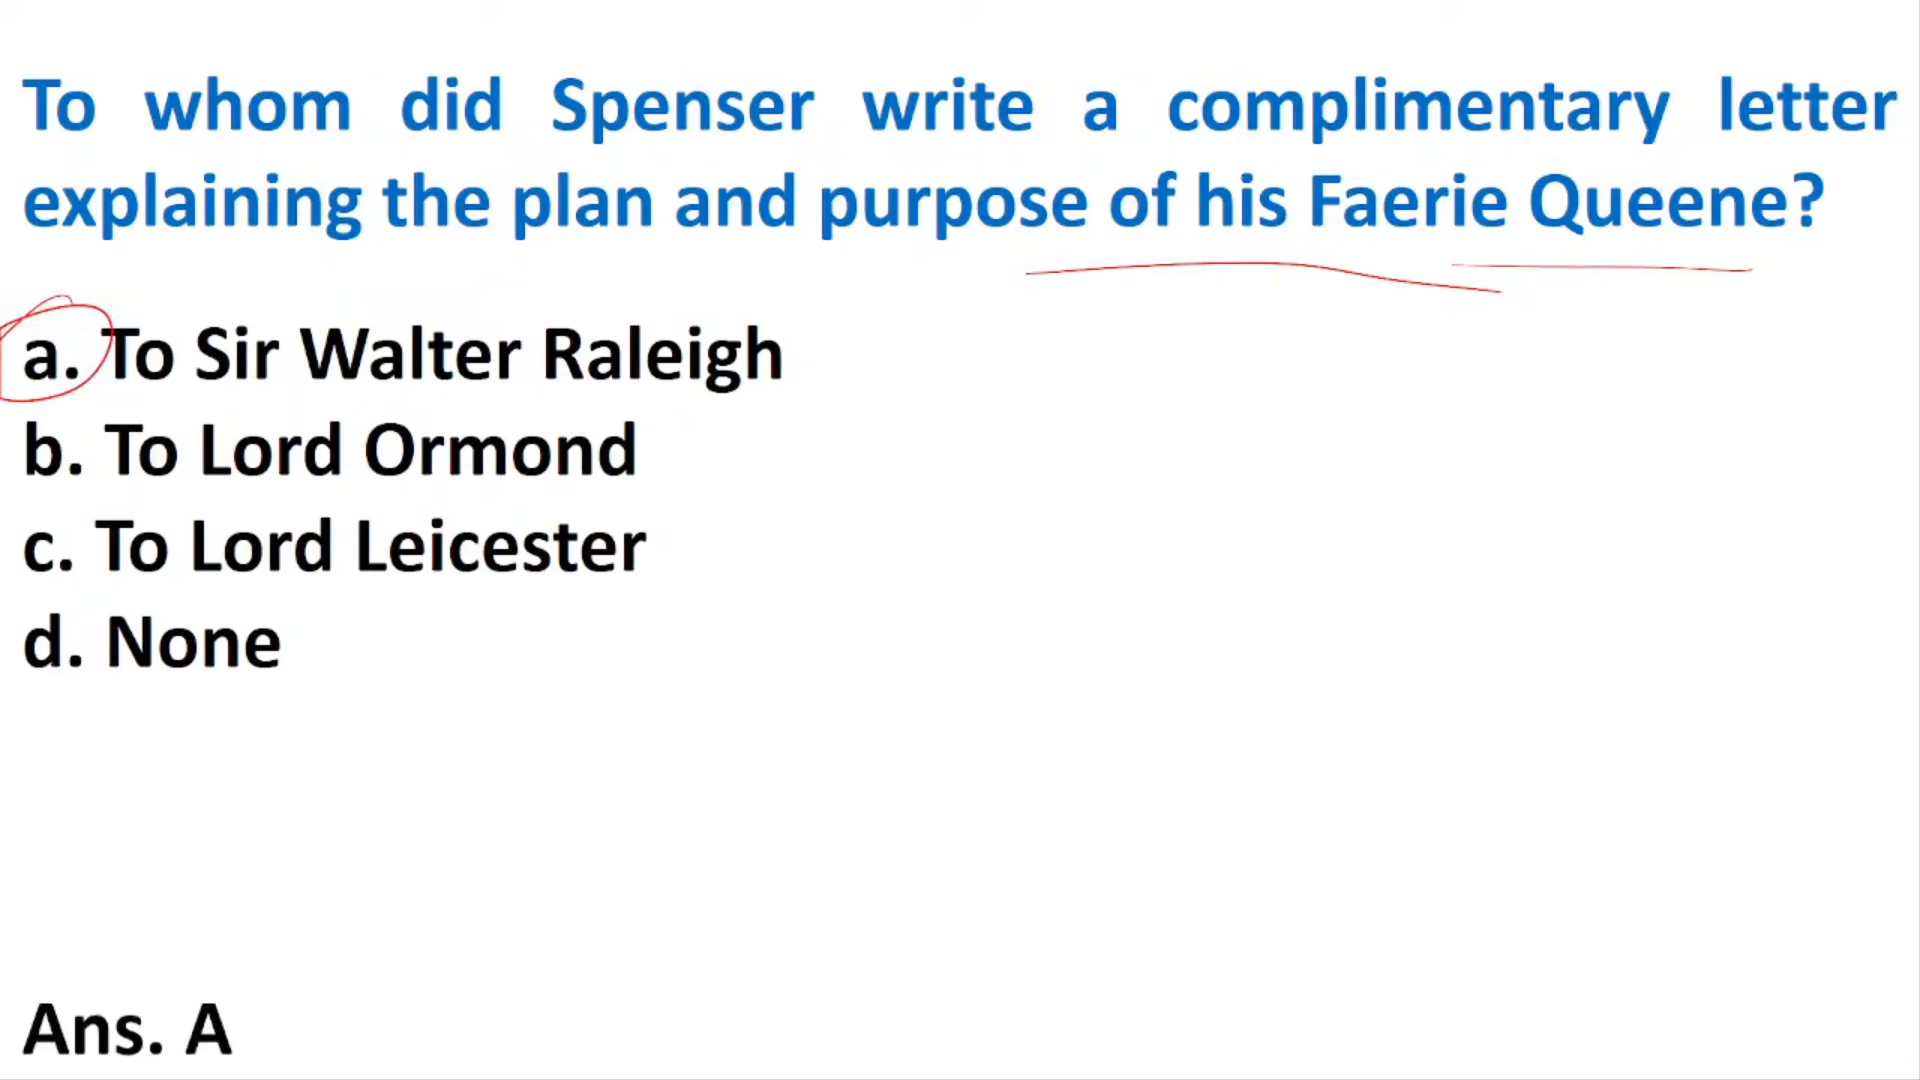 To whom did Spenser write a complimentary letter
explaining the plan and purpose of his Faerie Queene?
a. To Sir Walter Raleigh
b. To Lord Ormond
c. To Lord Leicester
d. None
Ans. A